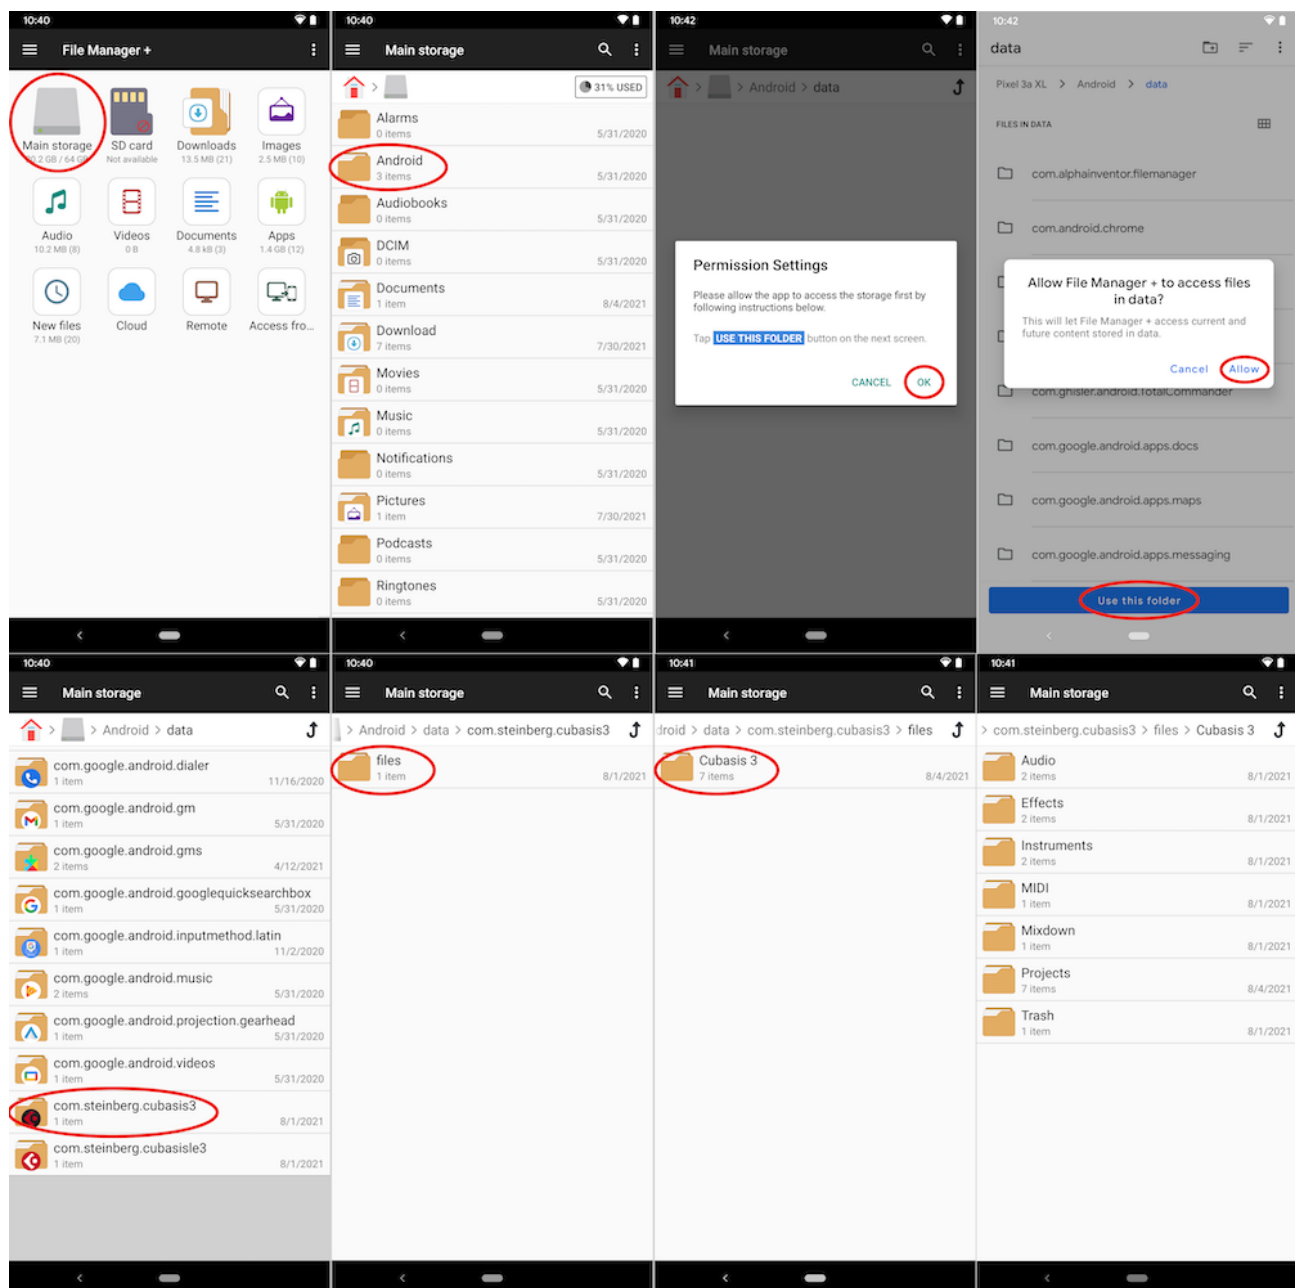 10:40
File Manager +
Main storage
20.2 GB / 64 GB
SD card
Not available
Downloads
13.5 MB (21)
Images
2.5 MB (10)
Audio
10.2 MB (8)
Videos
0 B
Documents
4.8 kB (3)
Apps
1.4 GB (12)
New files
7.1 MB (20)
Cloud
Remote
Access fro...
10:40
Main storage
31% USED
Alarms
0 items
5/31/2020
Android
3 items
5/31/2020
Audiobooks
0 items
5/31/2020
DCIM
0 items
5/31/2020
Documents
1 item
8/4/2021
Download
7 items
7/30/2021
Movies
0 items
5/31/2020
Music
0 items
5/31/2020
Notifications
0 items
5/31/2020
Pictures
1 item
7/30/2021
Podcasts
0 items
5/31/2020
Ringtones
0 items
5/31/2020
10:42
Main storage
> Android > data
Permission Settings
Please allow the app to access the storage first by
following instructions below.
Tap USE THIS FOLDER button on the next screen.
CANCEL OK
10:42
data
Pixel 3a XL > Android > data
FILES IN DATA
com.alphainventor.filemanager
com.android.chrome
Allow File Manager + to access files
in data?
This will let File Manager + access current and
future content stored in data.
Cancel Allow
com.ghisler.android.TotalCommander
com.google.android.apps.docs
com.google.android.apps.maps
com.google.android.apps.messaging
Use this folder
10:40
Main storage
> Android > data
com.google.android.dialer
1 item
11/16/2020
com.google.android.gm
1 item
5/31/2020
com.google.android.gms
2 items
4/12/2021
com.google.android.googlequicksearchbox
1 item
5/31/2020
com.google.android.inputmethod.latin
1 item
11/2/2020
com.google.android.music
2 items
5/31/2020
com.google.android.projection.gearhead
1 item
5/31/2020
com.google.android.videos
1 item
5/31/2020
com.steinberg.cubasis3
1 item
8/1/2021
com.steinberg.cubasisle3
1 item
8/1/2021
10:40
Main storage
> Android > data > com.steinberg.cubasis3
files
1 item
8/1/2021
10:41
Main storage
droid > data > com.steinberg.cubasis3 > files
Cubasis 3
7 items
8/4/2021
10:41
Main storage
> com.steinberg.cubasis3 > files > Cubasis 3
Audio
2 items
8/1/2021
Effects
2 items
8/1/2021
Instruments
2 items
8/1/2021
MIDI
1 item
8/1/2021
Mixdown
1 item
8/1/2021
Projects
7 items
8/4/2021
Trash
1 item
8/1/2021